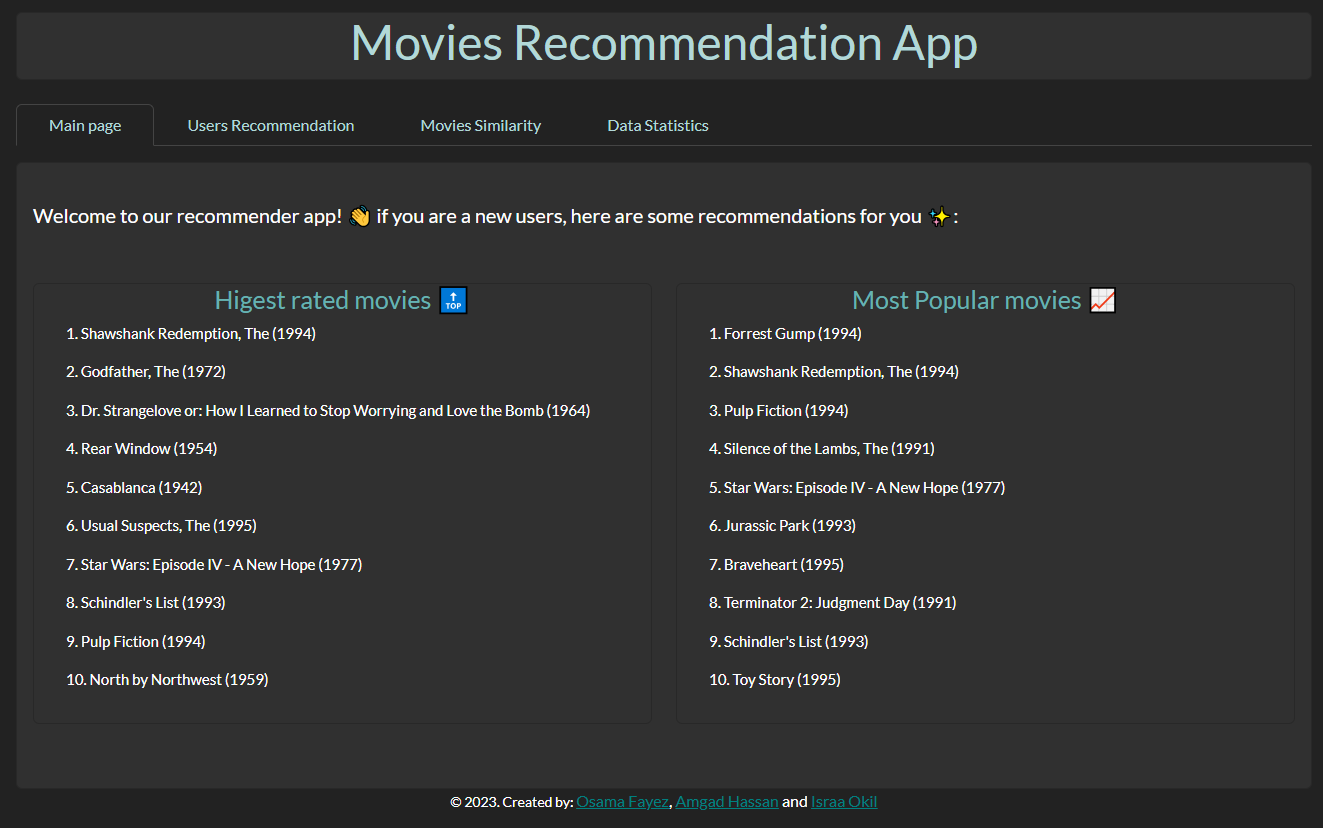 Movies Recommendation App
Main page Users Recommendation Movies Similarity Data Statistics
Welcome to our recommender app! 👋 if you are a new users, here are some recommendations for you ✨ :
Higest rated movies 🔝
1. Shawshank Redemption, The (1994)
2. Godfather, The (1972)
3. Dr. Strangelove or: How I Learned to Stop Worrying and Love the Bomb (1964)
4. Rear Window (1954)
5. Casablanca (1942)
6. Usual Suspects, The (1995)
7. Star Wars: Episode IV - A New Hope (1977)
8. Schindler's List (1993)
9. Pulp Fiction (1994)
10. North by Northwest (1959)
Most Popular movies 📈
1. Forrest Gump (1994)
2. Shawshank Redemption, The (1994)
3. Pulp Fiction (1994)
4. Silence of the Lambs, The (1991)
5. Star Wars: Episode IV - A New Hope (1977)
6. Jurassic Park (1993)
7. Braveheart (1995)
8. Terminator 2: Judgment Day (1991)
9. Schindler's List (1993)
10. Toy Story (1995)
© 2023. Created by: Osama Fayez, Amgad Hassan and Israa Okil